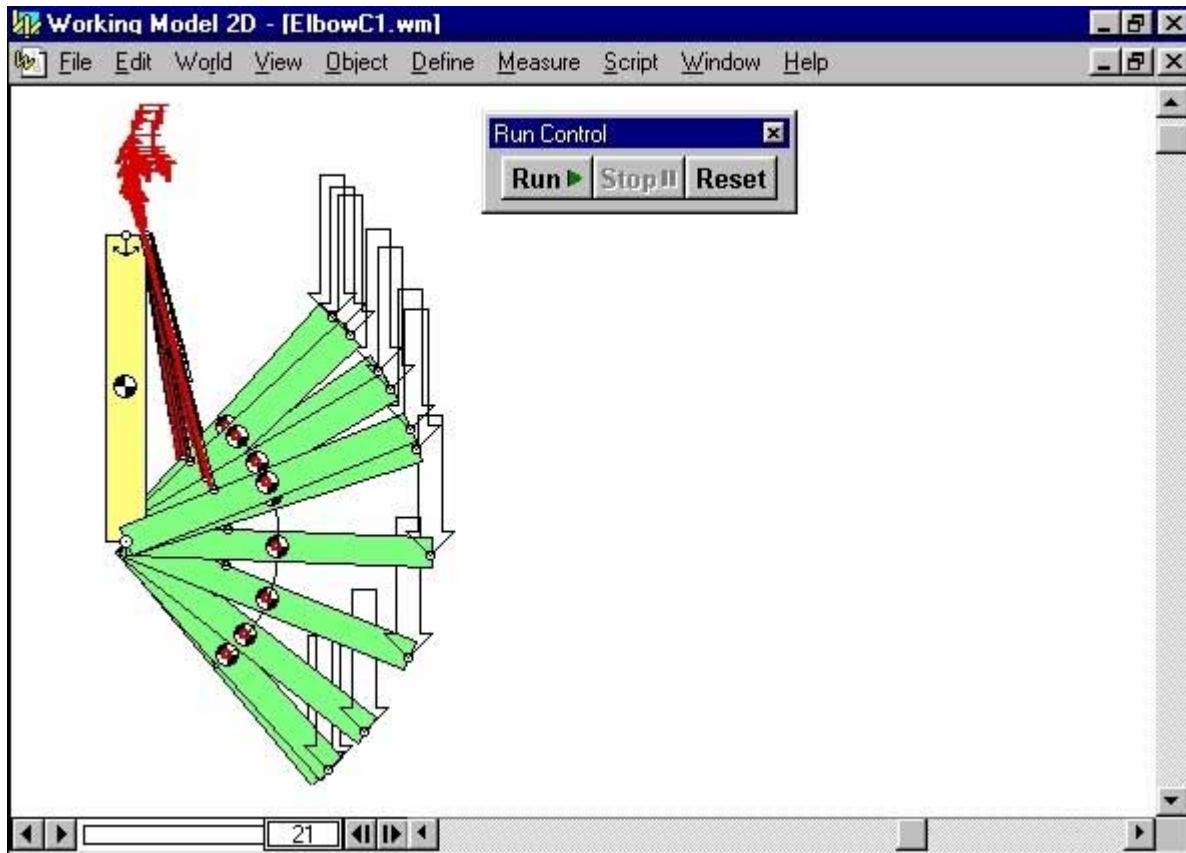 Working Model 2D - [ElbowC1.wm]
File Edit World View Object Define Measure Script Window Help
Run Control
Run Stop Reset
21